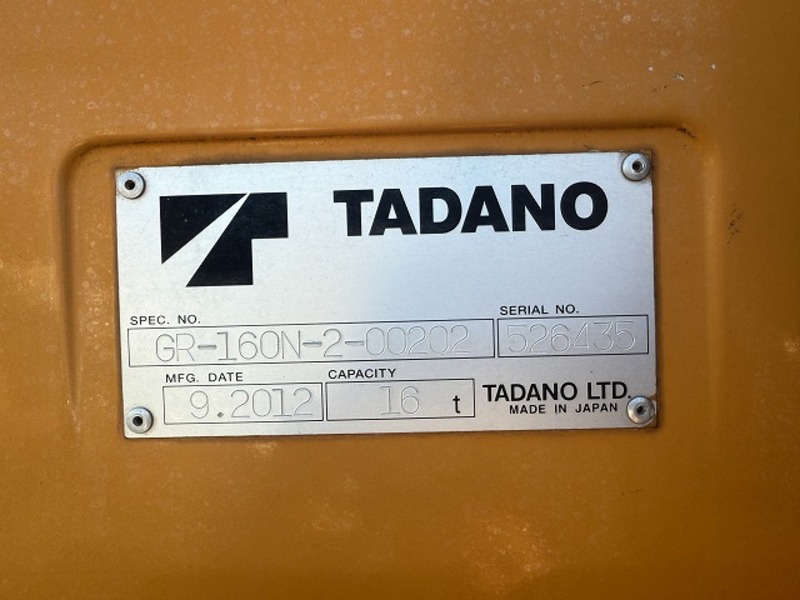 TADANO
SPEC. NO. SERIAL NO.
GR-160N-2-00202 526435
MFG. DATE CAPACITY
9.2012 16 t TADANO LTD.
MADE IN JAPAN